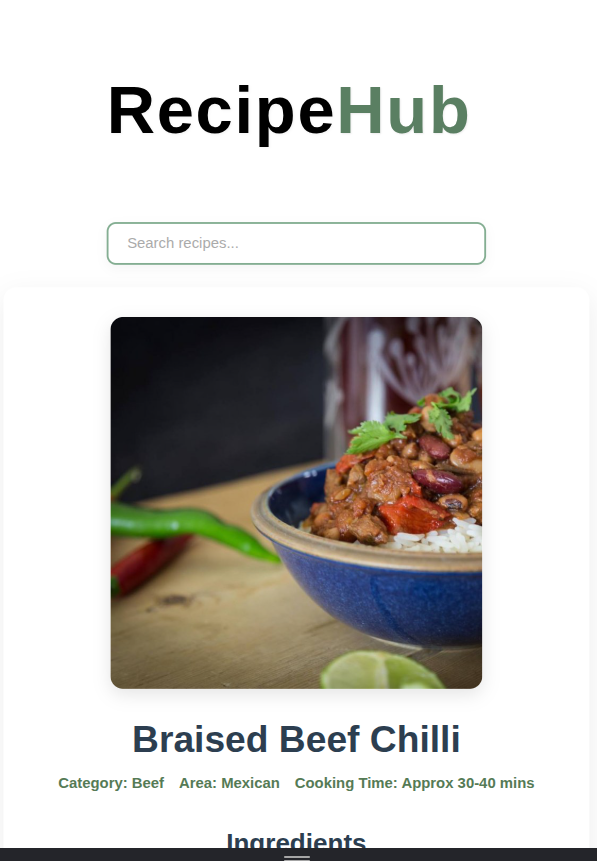 RecipeHub
Search recipes...
Braised Beef Chilli
Category: Beef Area: Mexican Cooking Time: Approx 30-40 mins
Ingredients